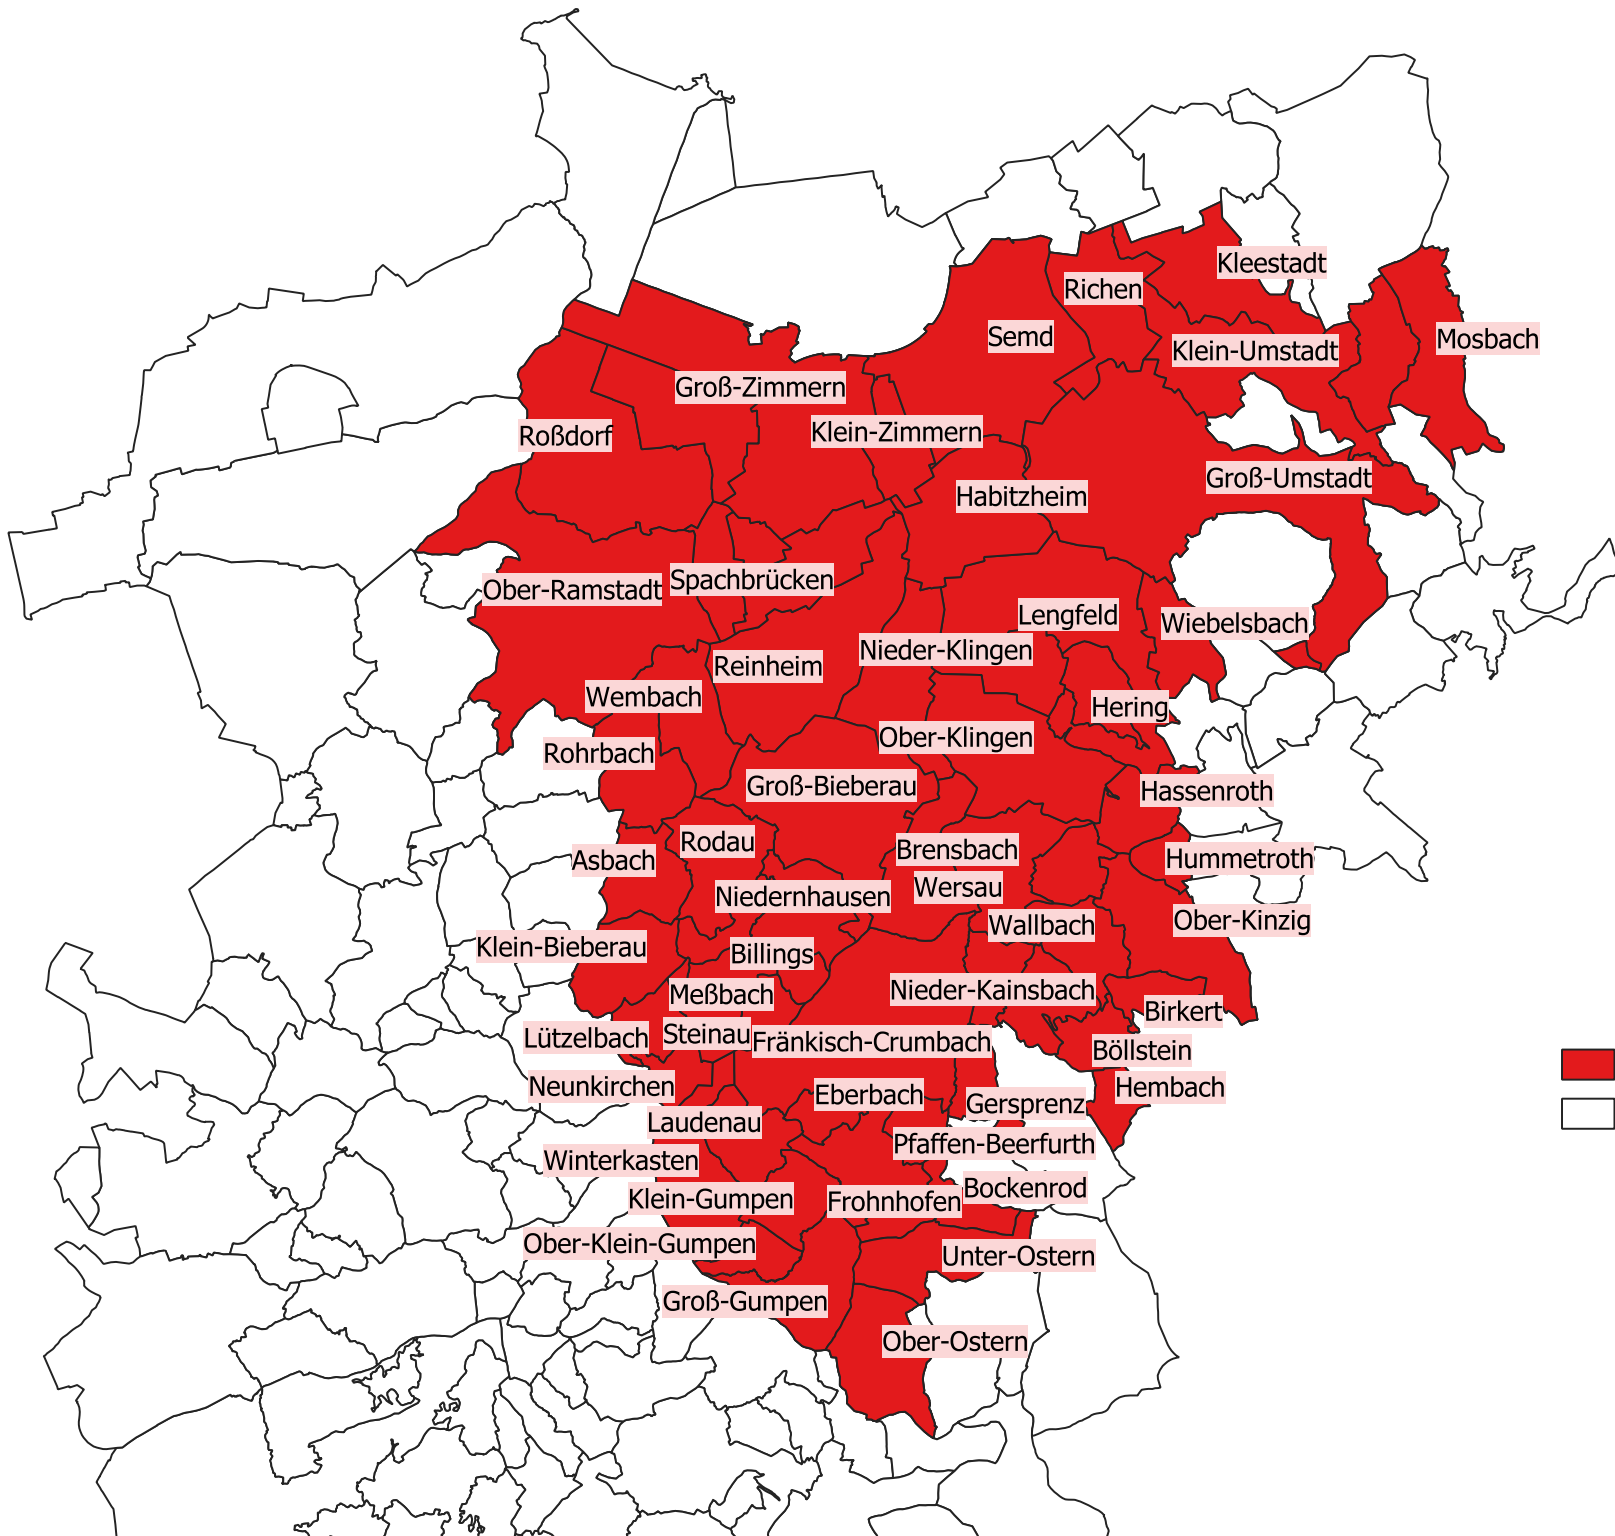 Kleestadt
Richen
Semd
Mosbach
Klein-Umstadt
Groß-Zimmern
Klein-Zimmern
Roßdorf
Groß-Umstadt
Habitzheim
Spachbrücken
Ober-Ramstadt
Lengfeld
Wiebelsbach
Nieder-Klingen
Reinheim
Wembach
Hering
Ober-Klingen
Rohrbach
Groß-Bieberau
Hassenroth
Rodau
Brensbach
Asbach
Hummetroth
Wersau
Niedernhausen
Ober-Kinzig
Wallbach
Klein-Bieberau
Billings
Nieder-Kainsbach
Meßbach
Birkert
Steinau
Lützelbach
Fränkisch-Crumbach
Böllstein
Neunkirchen
Hembach
Eberbach
Gersprenz
Laudenau
Pfaffen-Beerfurth
Winterkasten
Bockenrod
Klein-Gumpen
Frohnhofen
Ober-Klein-Gumpen
Unter-Ostern
Groß-Gumpen
Ober-Ostern